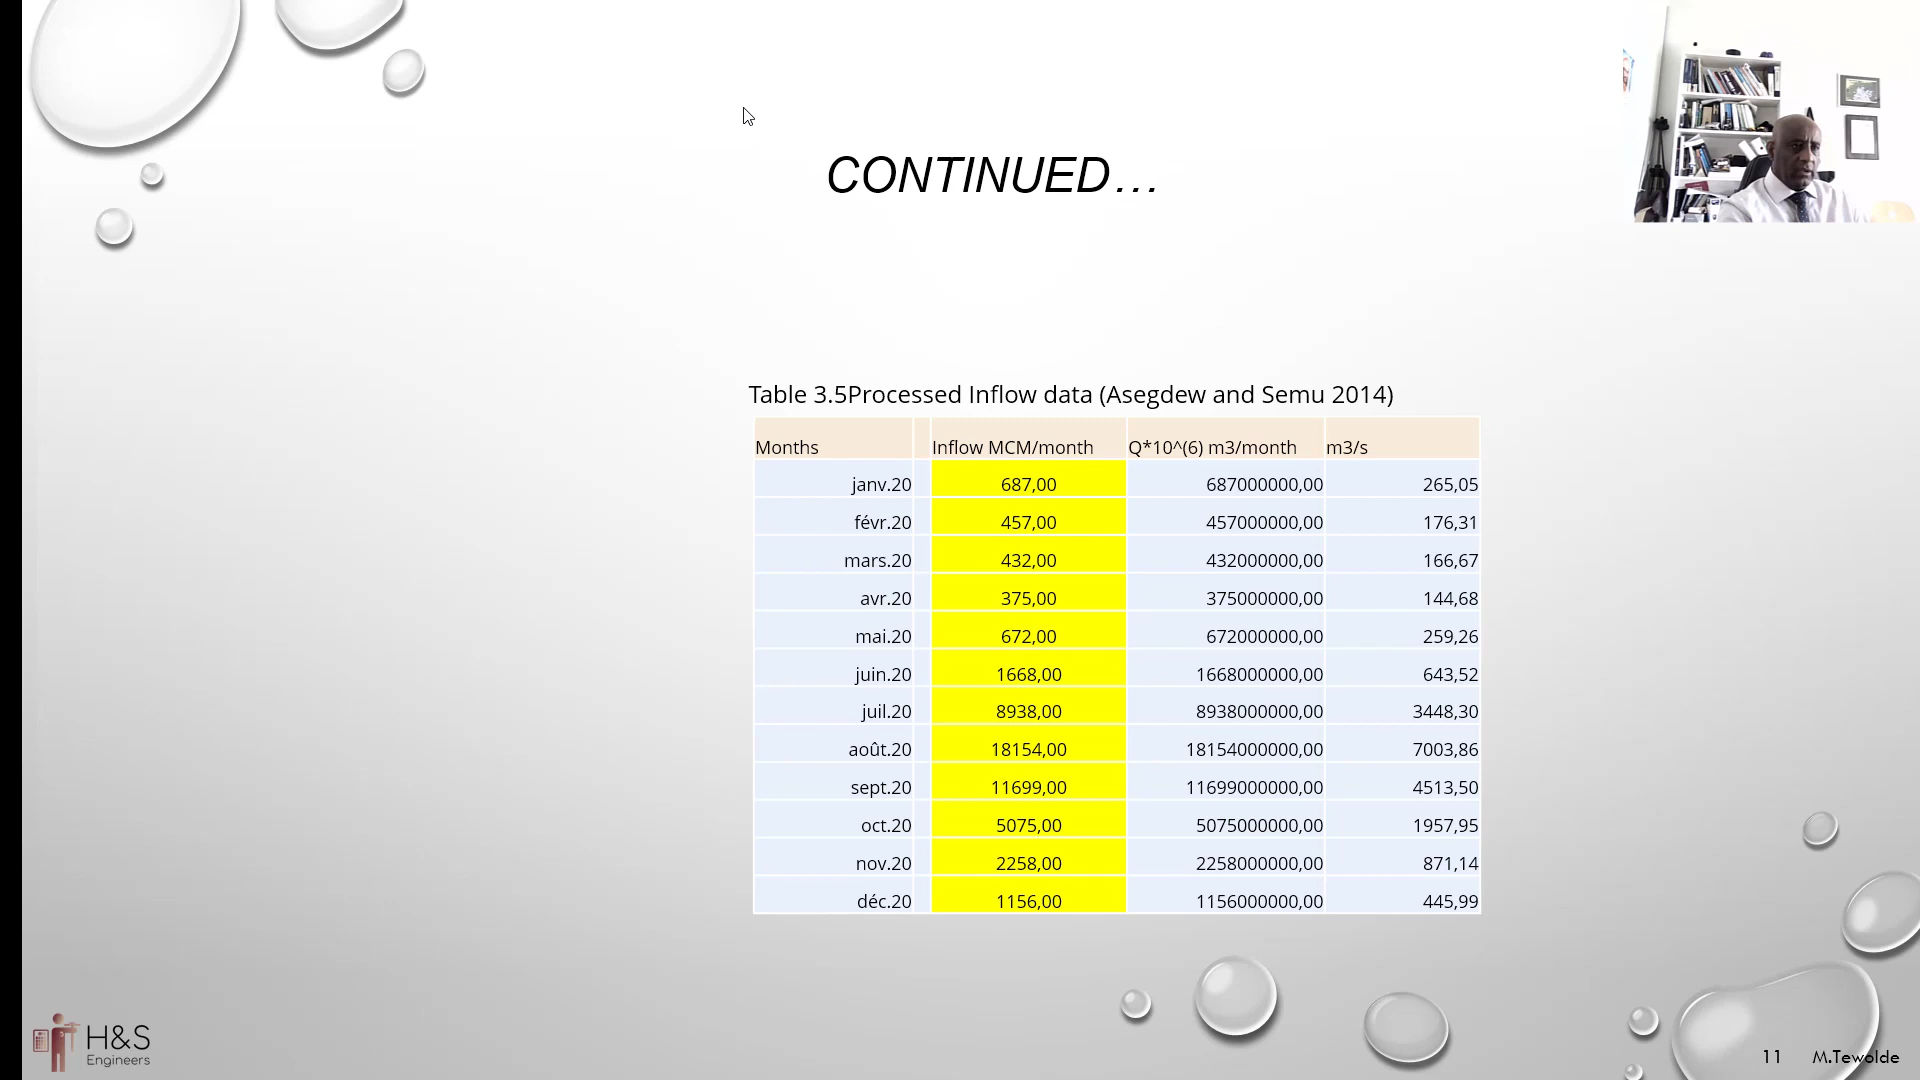 CONTINUED…
Table 3.5Processed Inflow data (Asegdew and Semu 2014)
Months Inflow MCM/month Q*10^(6) m3/month m3/s
janv.20 687,00 687000000,00 265,05
févr.20 457,00 457000000,00 176,31
mars.20 432,00 432000000,00 166,67
avr.20 375,00 375000000,00 144,68
mai.20 672,00 672000000,00 259,26
juin.20 1668,00 1668000000,00 643,52
juil.20 8938,00 8938000000,00 3448,30
août.20 18154,00 18154000000,00 7003,86
sept.20 11699,00 11699000000,00 4513,50
oct.20 5075,00 5075000000,00 1957,95
nov.20 2258,00 2258000000,00 871,14
déc.20 1156,00 1156000000,00 445,99
H&S
Engineers
11 M.Tewolde